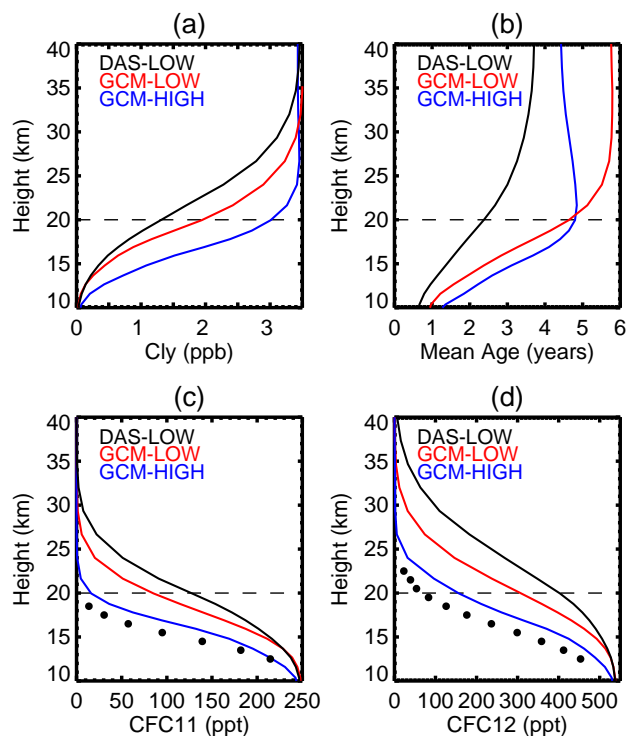 (a)
40
35
30
25
20
15
10
Height (km)
DAS-LOW
GCM-LOW
GCM-HIGH
0 1 2 3
Cly (ppb)
(b)
40
35
30
25
20
15
10
Height (km)
DAS-LOW
GCM-LOW
GCM-HIGH
0 1 2 3 4 5 6
Mean Age (years)
(c)
40
35
30
25
20
15
10
Height (km)
DAS-LOW
GCM-LOW
GCM-HIGH
0 50 100 150 200 250
CFC11 (ppt)
(d)
40
35
30
25
20
15
10
Height (km)
DAS-LOW
GCM-LOW
GCM-HIGH
0 100 200 300 400 500
CFC12 (ppt)